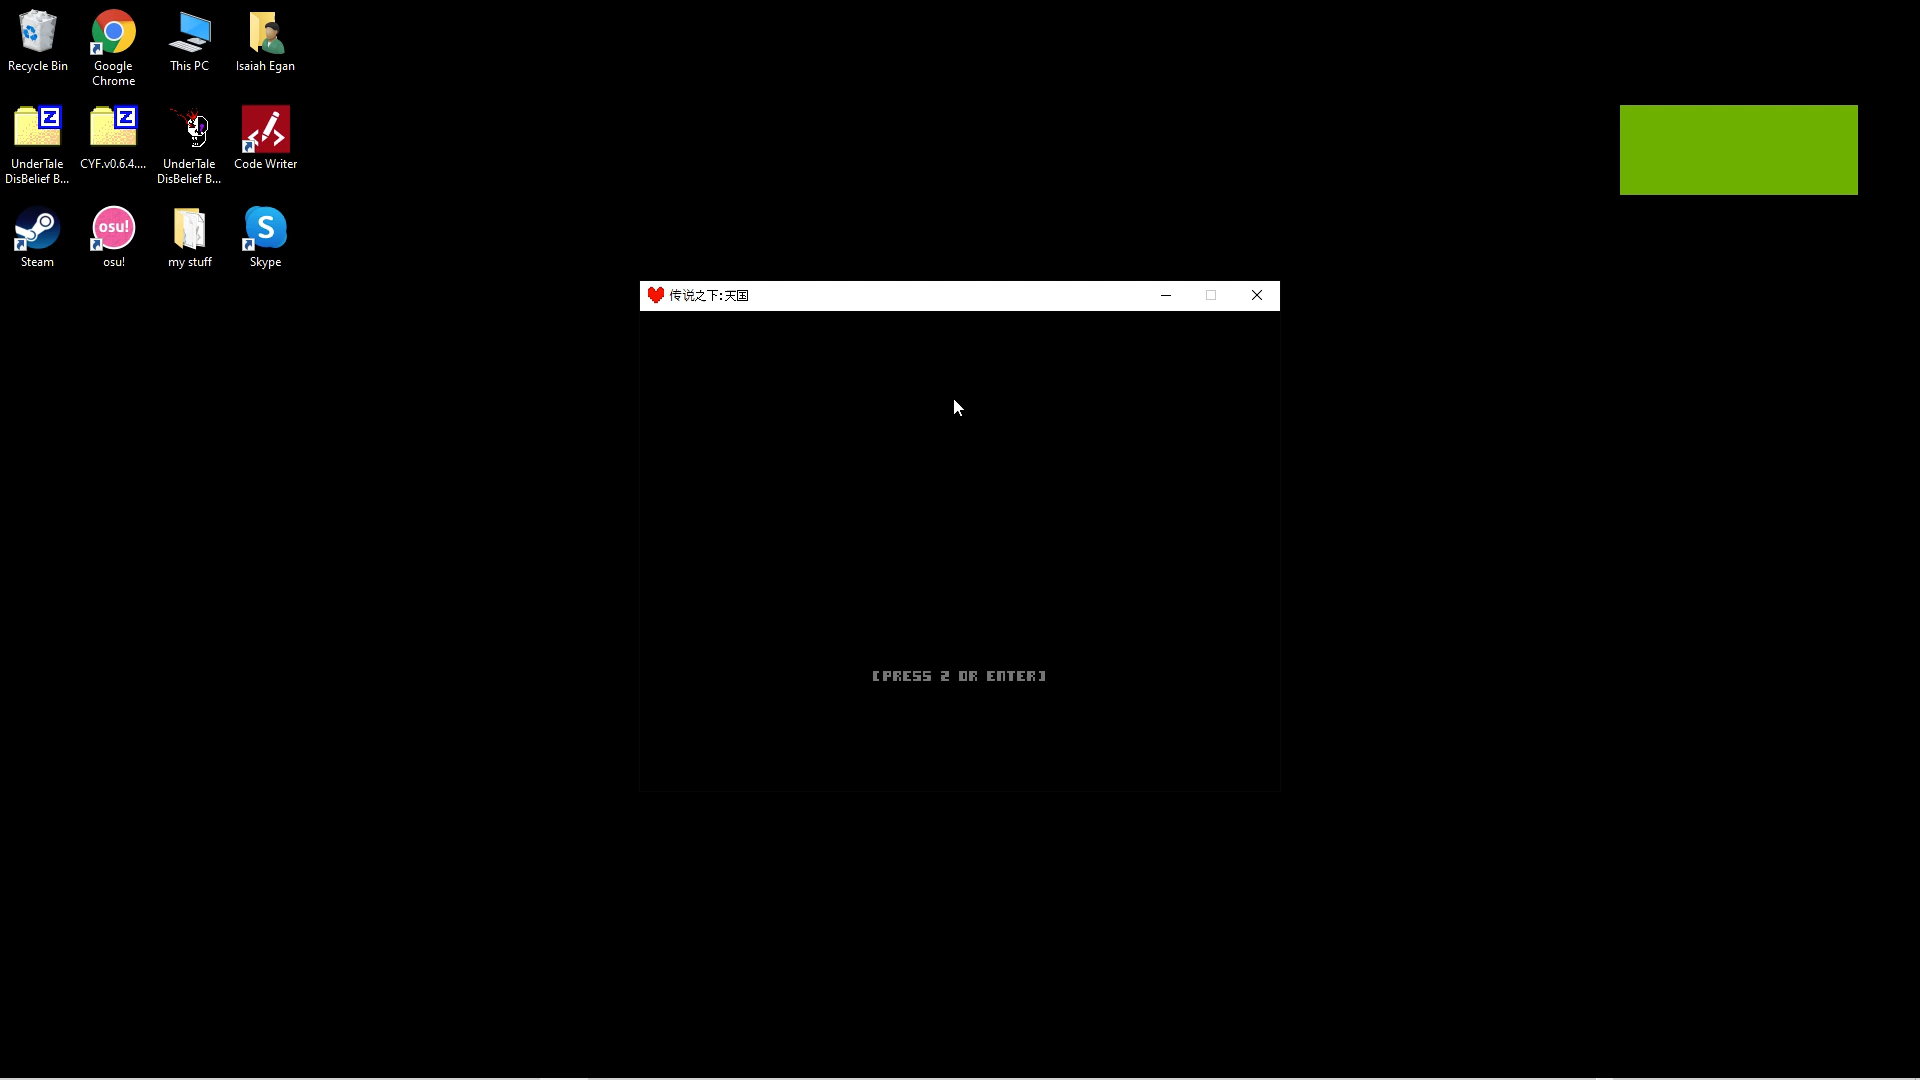 Recycle Bin
Google
Chrome
This PC
Isaiah Egan
UnderTale
DisBelief B...
CYF.v0.6.4....
UnderTale
DisBelief B...
Code Writer
Steam
osu!
osu!
my stuff
Skype
传说之下:天国
[PRESS Z OR ENTER]